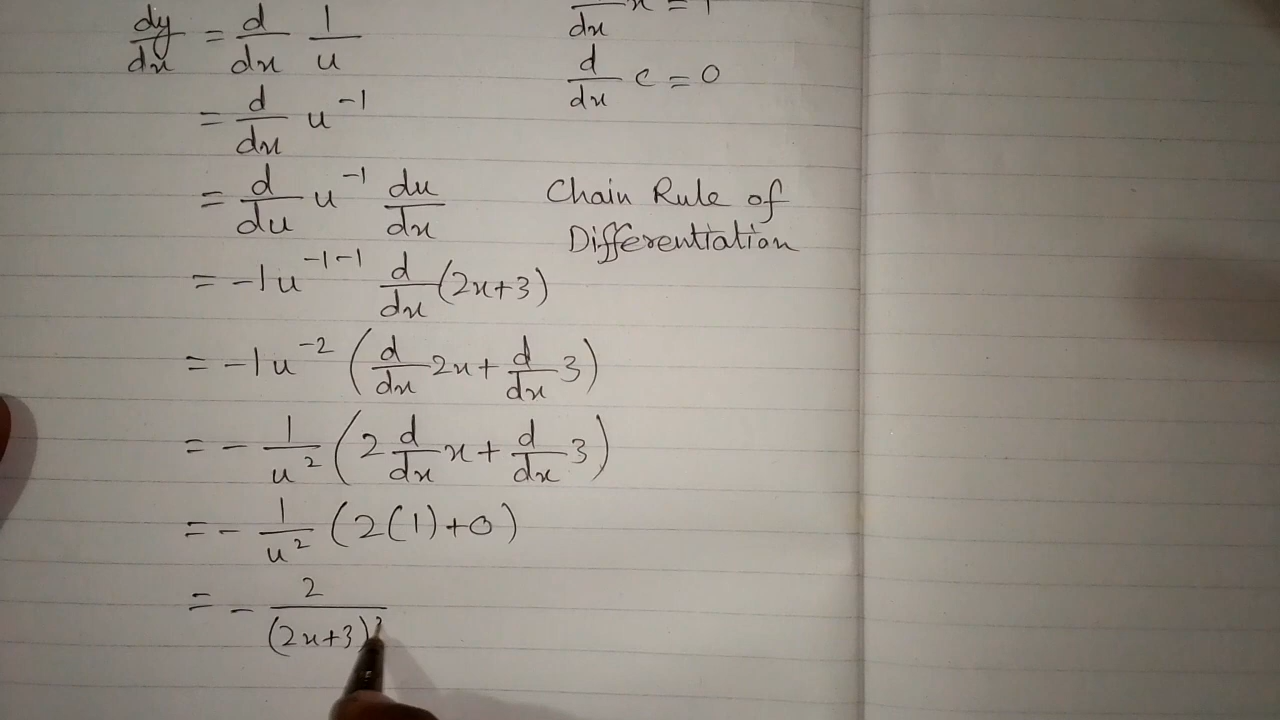 dy/dx = d/dx 1/u
dx x = 1
d/dx c = 0
= d/dx u^-1
= d/du u^-1 du/dx
Chain Rule of
Differentiation
= -1u^-1-1 d/dx (2x+3)
= -1u^-2 (d/dx 2x + d/dx 3)
= - 1/u^2 (2 d/dx x + d/dx 3)
= - 1/u^2 (2(1)+0)
= - 2/(2x+3)